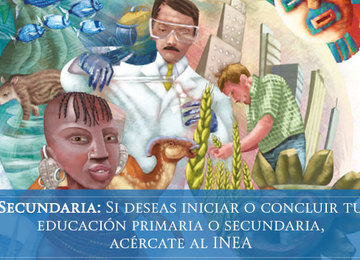 SECUNDARIA: SI DESEAS INICIAR O CONCLUIR TU
EDUCACIÓN PRIMARIA O SECUNDARIA,
ACÉRCATE AL INEA